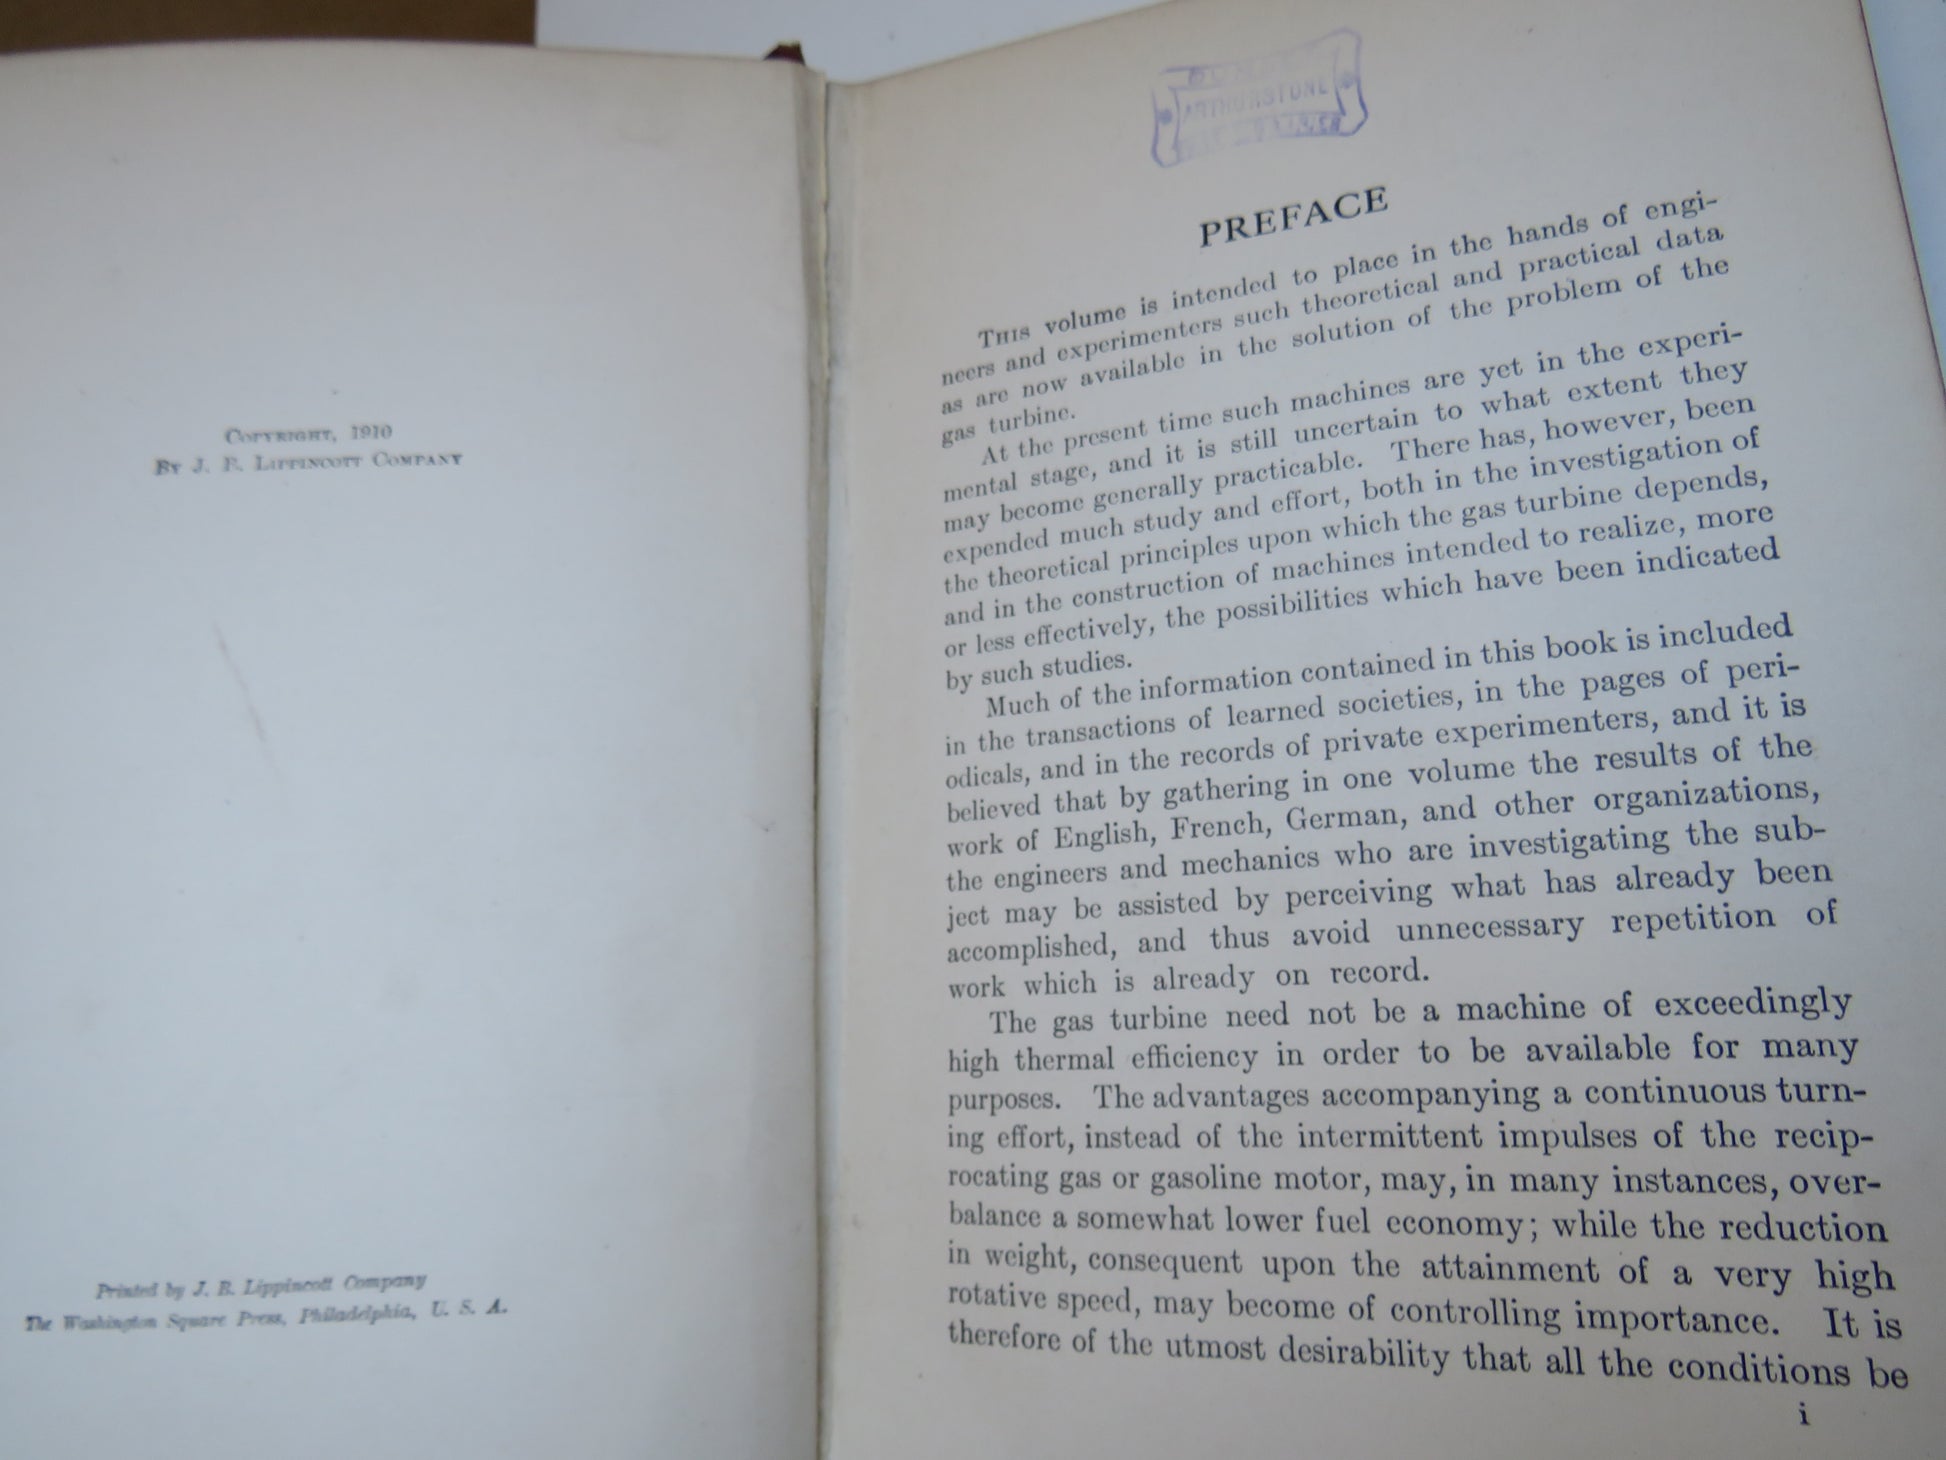 COPYRIGHT, 1910
BY J. B. LIPPINCOTT COMPANY
Printed by J. B. Lippincott Company
The Washington Square Press, Philadelphia, U. S. A.
ARTHURSTONE
PREFACE
THIS volume is intended to place in the hands of engi-
neers and experimenters such theoretical and practical data
as are now available in the solution of the problem of the
gas turbine.
At the present time such machines are yet in the experi-
mental stage, and it is still uncertain to what extent they
may become generally practicable. There has, however, been
expended much study and effort, both in the investigation of
the theoretical principles upon which the gas turbine depends,
and in the construction of machines intended to realize, more
or less effectively, the possibilities which have been indicated
by such studies.
Much of the information contained in this book is included
in the transactions of learned societies, in the pages of peri-
odicals, and in the records of private experimenters, and it is
believed that by gathering in one volume the results of the
work of English, French, German, and other organizations,
the engineers and mechanics who are investigating the sub-
ject may be assisted by perceiving what has already been
accomplished, and thus avoid unnecessary repetition of
work which is already on record.
The gas turbine need not be a machine of exceedingly
high thermal efficiency in order to be available for many
purposes. The advantages accompanying a continuous turn-
ing effort, instead of the intermittent impulses of the recip-
rocating gas or gasoline motor, may, in many instances, over-
balance a somewhat lower fuel economy; while the reduction
in weight, consequent upon the attainment of a very high
rotative speed, may become of controlling importance. It is
therefore of the utmost desirability that all the conditions be
i